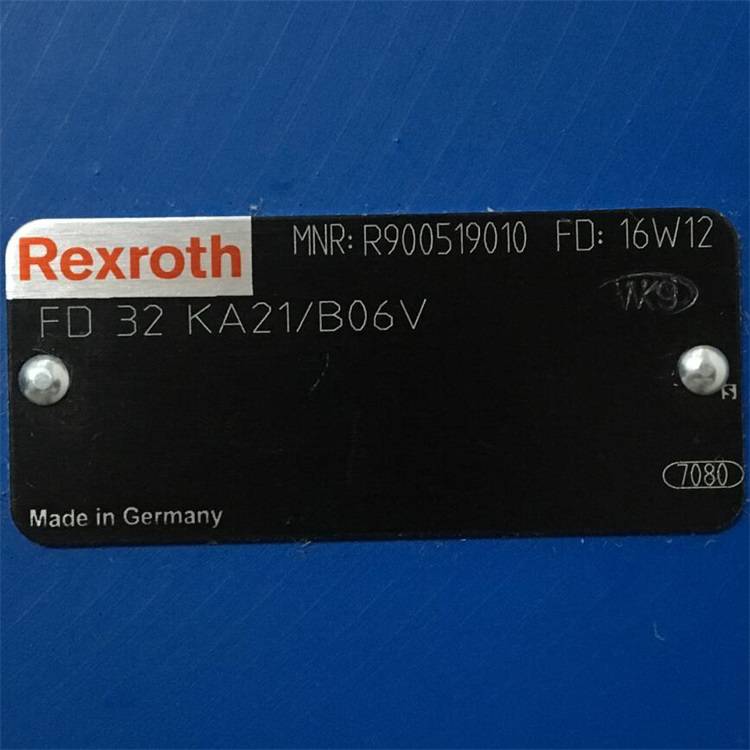 Rexroth
MNR: R900519010 FD: 16W12
FD 32 KA21/B06V
S
7080
Made in Germany